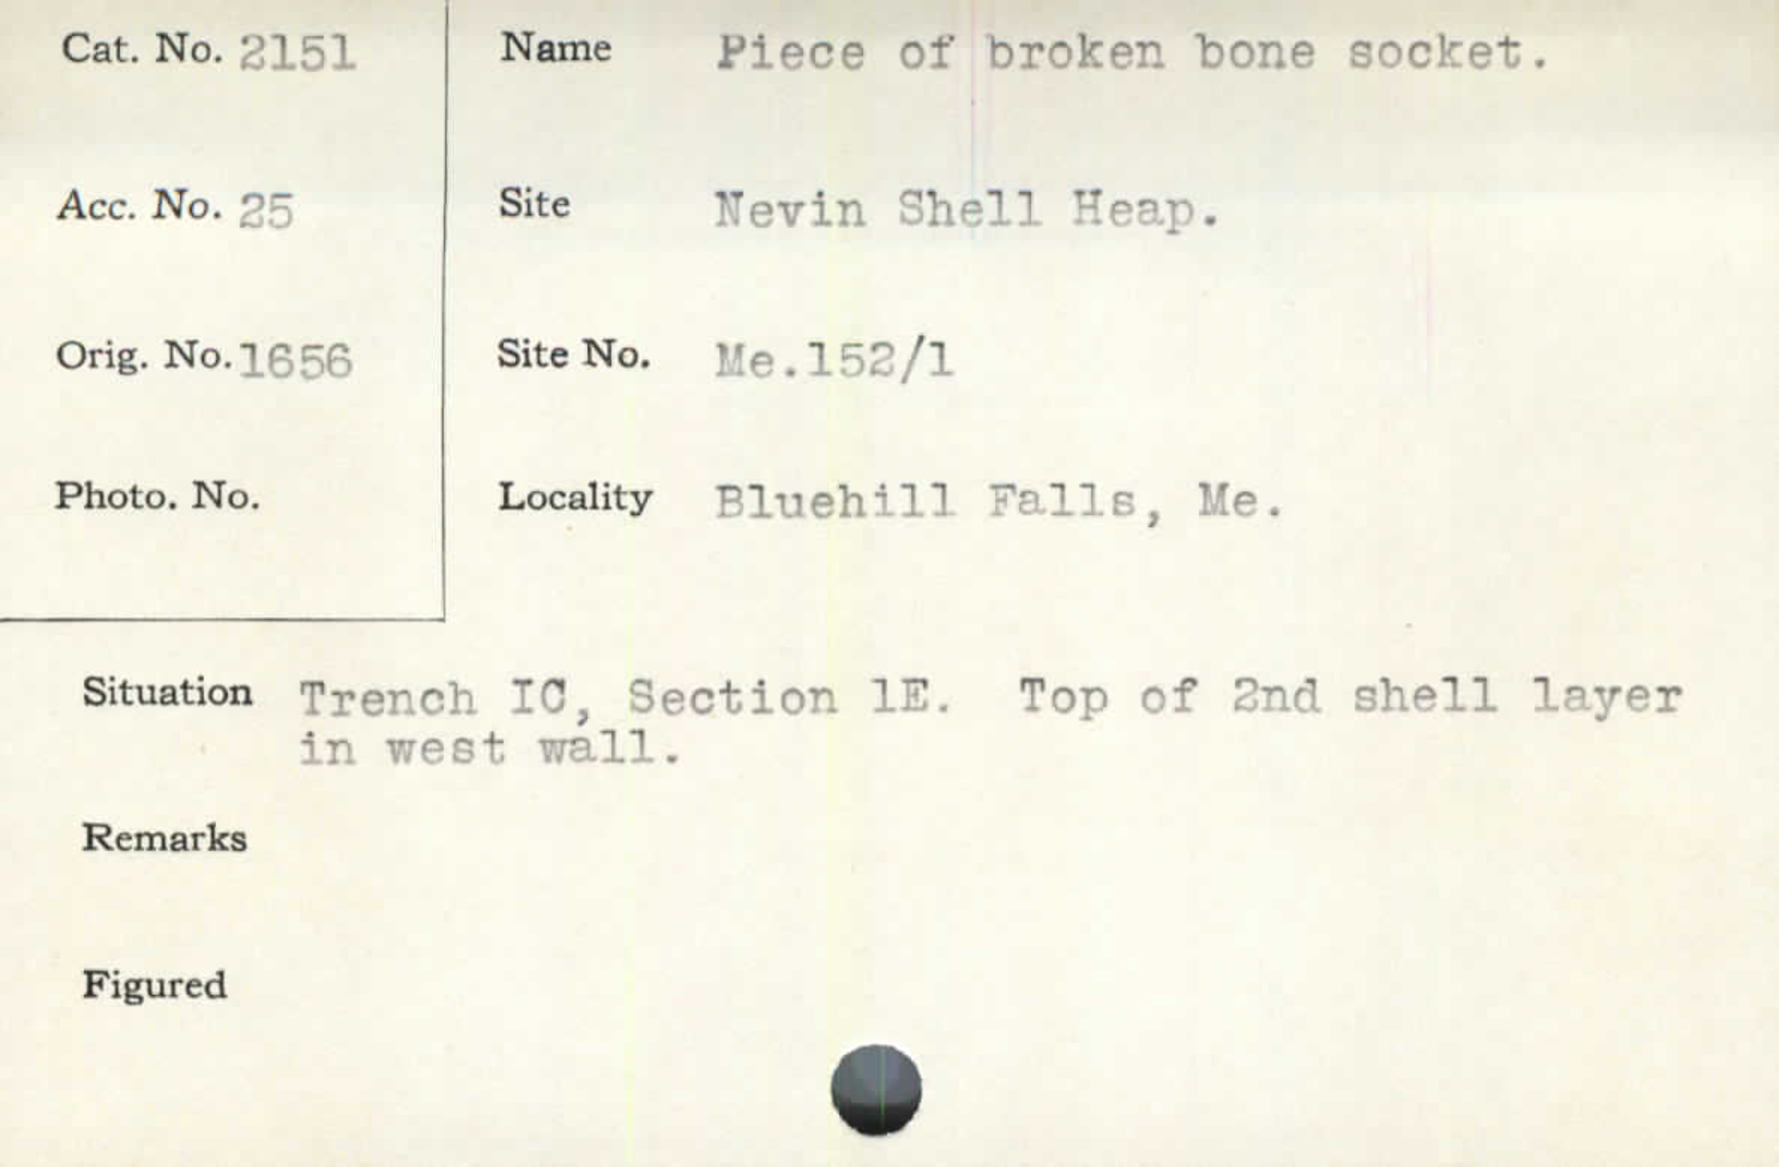 Cat. No. 2151
Acc. No. 25
Orig. No. 1656
Photo. No.
Name Piece of broken bone socket.
Site Nevin Shell Heap.
Site No. Me.152/1
Locality Bluehill Falls, Me.
Situation Trench IC, Section 1E. Top of 2nd shell layer
in west wall.
Remarks
Figured